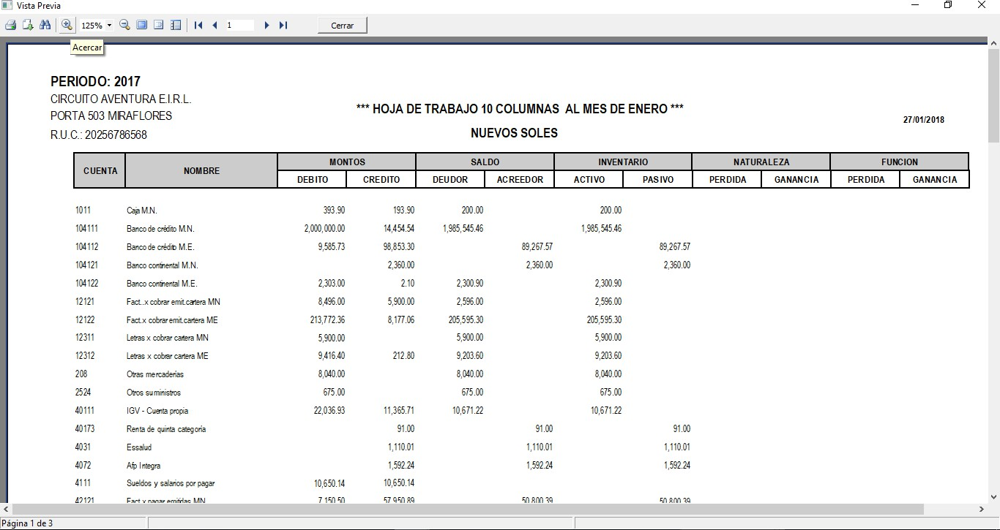 Vista Previa
125% 1 Cerrar
Acercar
PERIODO: 2017
CIRCUITO AVENTURA E.I.R.L.
PORTA 503 MIRAFLORES
R.U.C.: 20256786568
*** HOJA DE TRABAJO 10 COLUMNAS AL MES DE ENERO ***
NUEVOS SOLES
27/01/2018
CUENTA NOMBRE MONTOS SALDO INVENTARIO NATURALEZA FUNCION
DEBITO CREDITO DEUDOR ACREEDOR ACTIVO PASIVO PERDIDA GANANCIA PERDIDA GANANCIA
1011 Caja M.N. 393.90 193.90 200.00 200.00
104111 Banco de crédito M.N. 2,000,000.00 14,454.54 1,985,545.46 1,985,545.46
104112 Banco de crédito M.E. 9,585.73 98,853.30 89,267.57 89,267.57
104121 Banco continental M.N. 2,360.00 2,360.00 2,360.00
104122 Banco continental M.E. 2,303.00 2.10 2,300.90 2,300.90
12121 Fact..x cobrar emit.cartera MN 8,496.00 5,900.00 2,596.00 2,596.00
12122 Fact.x cobrar emit.cartera ME 213,772.36 8,177.06 205,595.30 205,595.30
12311 Letras x cobrar cartera MN 5,900.00 5,900.00 5,900.00
12312 Letras x cobrar cartera ME 9,416.40 212.80 9,203.60 9,203.60
208 Otras mercaderías 8,040.00 8,040.00 8,040.00
2524 Otros suministros 675.00 675.00 675.00
40111 IGV - Cuenta propia 22,036.93 11,365.71 10,671.22 10,671.22
40173 Renta de quinta categoría 91.00 91.00 91.00
4031 Essalud 1,110.01 1,110.01 1,110.01
4072 Afp Integra 1,592.24 1,592.24 1,592.24
4111 Sueldos y salarios por pagar 10,650.14 10,650.14
42121 Fact.x pagar emitidas MN 7,150.50 57,950.89 50,800.39 50,800.39
Página 1 de 3